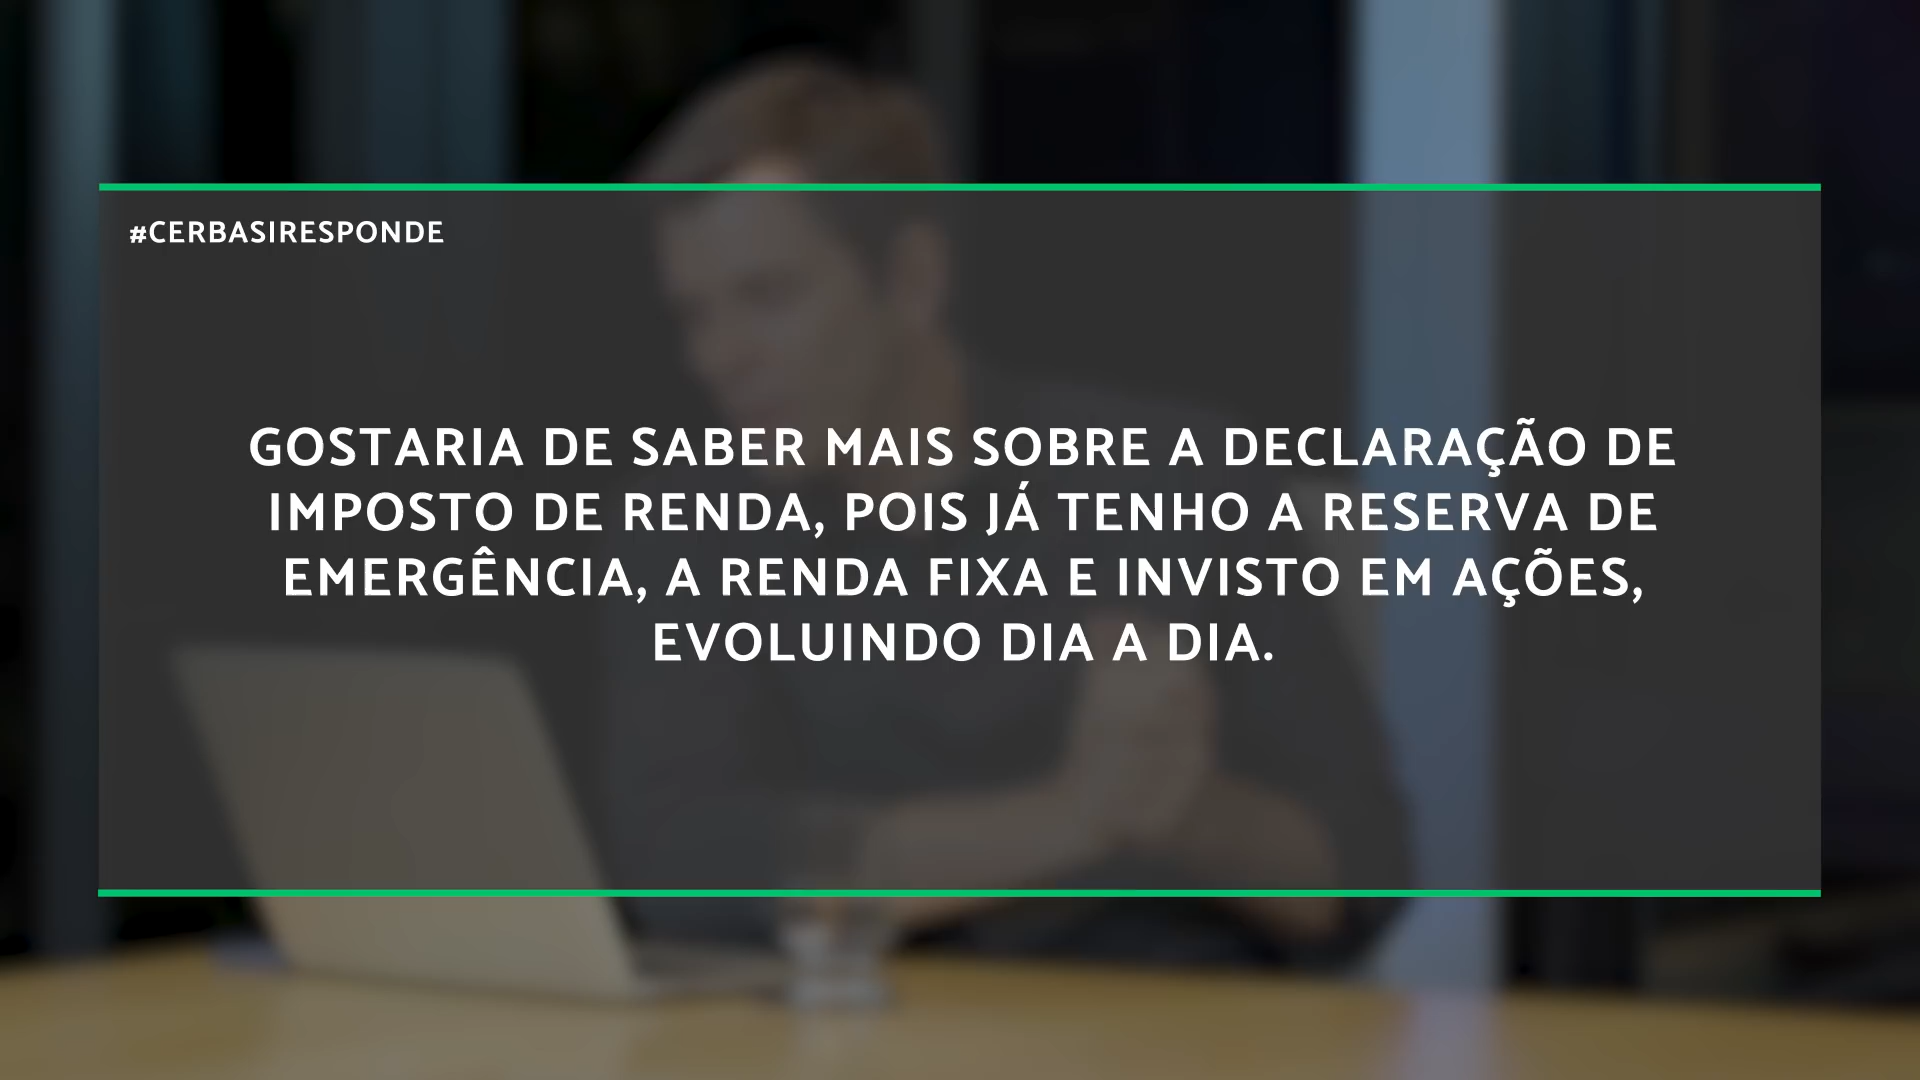 #CERBASIRESPONDE
GOSTARIA DE SABER MAIS SOBRE A DECLARAÇÃO DE
IMPOSTO DE RENDA, POIS JÁ TENHO A RESERVA DE
EMERGÊNCIA, A RENDA FIXA E INVISTO EM AÇÕES,
EVOLUINDO DIA A DIA.